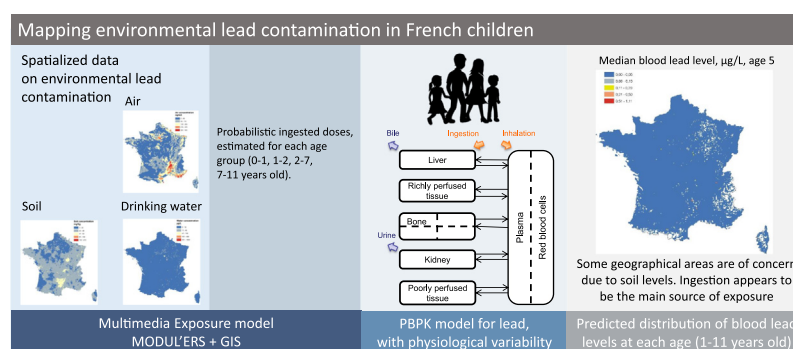 Mapping environmental lead contamination in French children
Spatialized data
on environmental lead
contamination
Air
Soil
Drinking water
Probabilistic ingested doses,
estimated for each age
group (0-1, 1-2, 2-7,
7-11 years old).
Multimedia Exposure model
MODUL'ERS + GIS
Bile
Ingestion
Inhalation
Liver
Richly perfused
tissue
Bone
Urine
Kidney
Poorly perfused
tissue
Plasma
Red blood cells
PBPK model for lead,
with physiological variability
Median blood lead level, µg/L, age 5
Some geographical areas are of concern
due to soil levels. Ingestion appears to
be the main source of exposure
Predicted distribution of blood lead
levels at each age (1-11 years old)